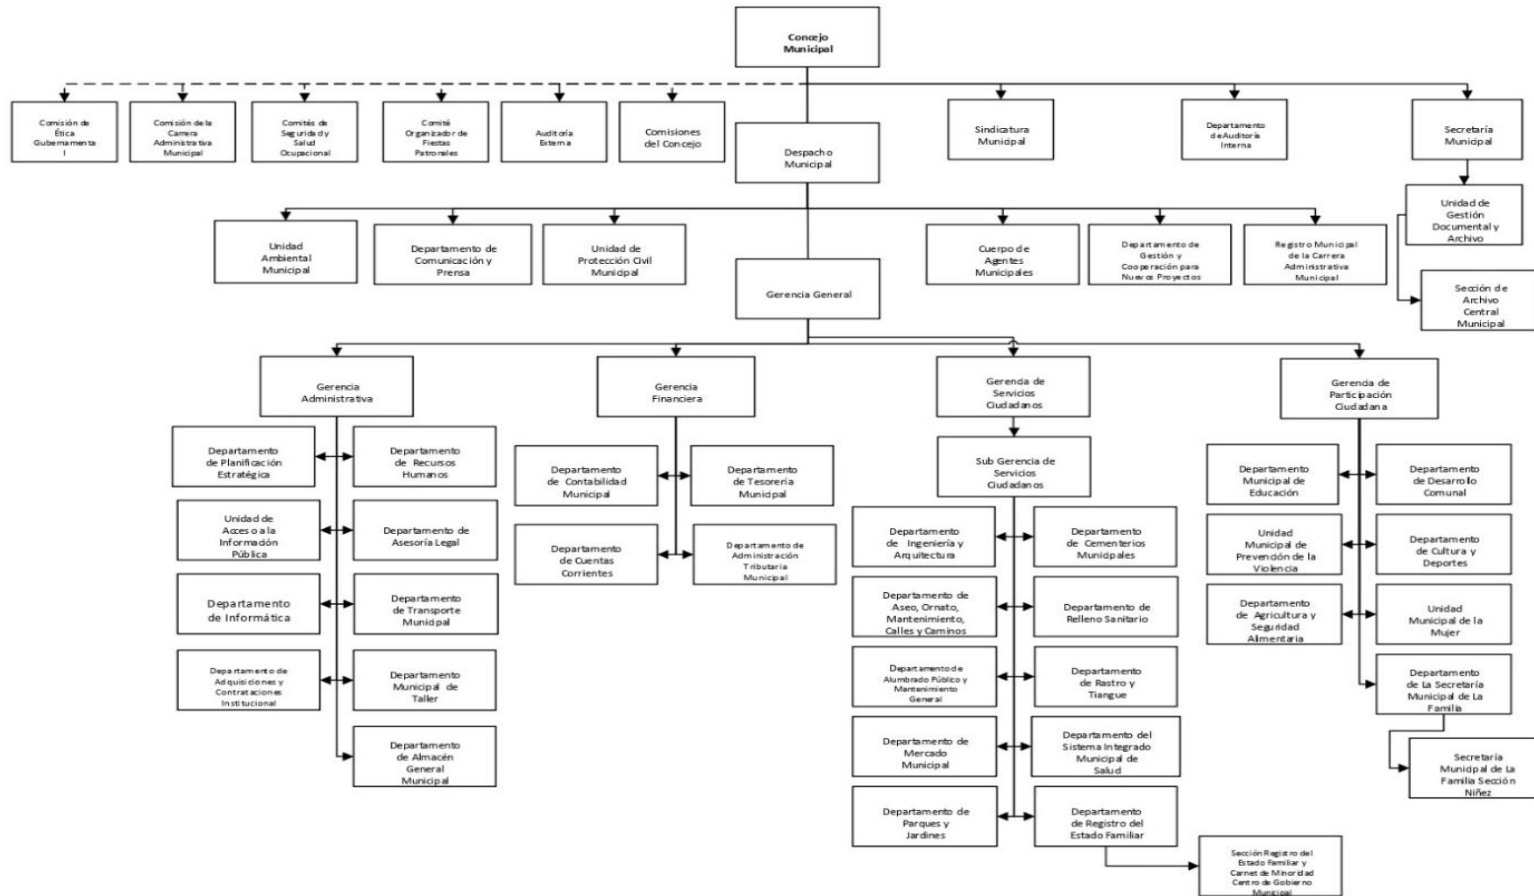 Concejo
Municipal
Comisión de
Ética
Gubernamenta
l
Comisión de la
Carrera
Administrativa
Municipal
Comités de
Seguridad y
Salud
Ocupacional
Comité
Organizador de
Fiestas
Patronales
Auditoría
Externa
Comisiones
del Concejo
Despacho
Municipal
Sindicatura
Municipal
Departamento
de Auditoría
Interna
Secretaría
Municipal
Unidad de
Gestión
Documental y
Archivo
Sección de
Archivo
Central
Municipal
Unidad
Ambiental
Municipal
Departamento de
Comunicación y
Prensa
Unidad de
Protección Civil
Municipal
Cuerpo de
Agentes
Municipales
Departamento de
Gestión y
Cooperación para
Nuevos Proyectos
Registro Municipal
de la Carrera
Administrativa
Municipal
Gerencia General
Gerencia
Administrativa
Gerencia
Financiera
Gerencia de
Servicios
Ciudadanos
Gerencia de
Participación
Ciudadana
Departamento
de Planificación
Estratégica
Departamento
de Recursos
Humanos
Unidad de
Acceso a la
Información
Pública
Departamento de
Asesoría Legal
Departamento
de Informática
Departamento
de Transporte
Municipal
Departamento de
Adquisiciones y
Contrataciones
Institucional
Departamento
Municipal de
Taller
Departamento
de Almacén
General
Municipal
Departamento
de Contabilidad
Municipal
Departamento
de Tesorería
Municipal
Departamento
de Cuentas
Corrientes
Departamento de
Administración
Tributaria
Municipal
Sub Gerencia de
Servicios
Ciudadanos
Departamento
de Ingeniería y
Arquitectura
Departamento
de Cementerios
Municipales
Departamento de
Aseo, Ornato,
Mantenimiento,
Calles y Caminos
Departamento de
Relleno Sanitario
Departamento de
Alumbrado Público y
Mantenimiento
General
Departamento
de Rastro y
Tiangue
Departamento de
Mercado
Municipal
Departamento del
Sistema Integrado
Municipal de
Salud
Departamento de
Parques y
Jardines
Departamento
de Registro del
Estado Familiar
Sección Registro del
Estado Familiar y
Carnet de Minoridad
Centro de Gobierno
Municipal
Departamento
Municipal de
Educación
Departamento
de Desarrollo
Comunal
Unidad
Municipal de
Prevención de la
Violencia
Departamento
de Cultura y
Deportes
Departamento
de Agricultura y
Seguridad
Alimentaria
Unidad
Municipal de la
Mujer
Departamento
de La Secretaría
Municipal de La
Familia
Secretaría
Municipal de La
Familia Sección
Niñez